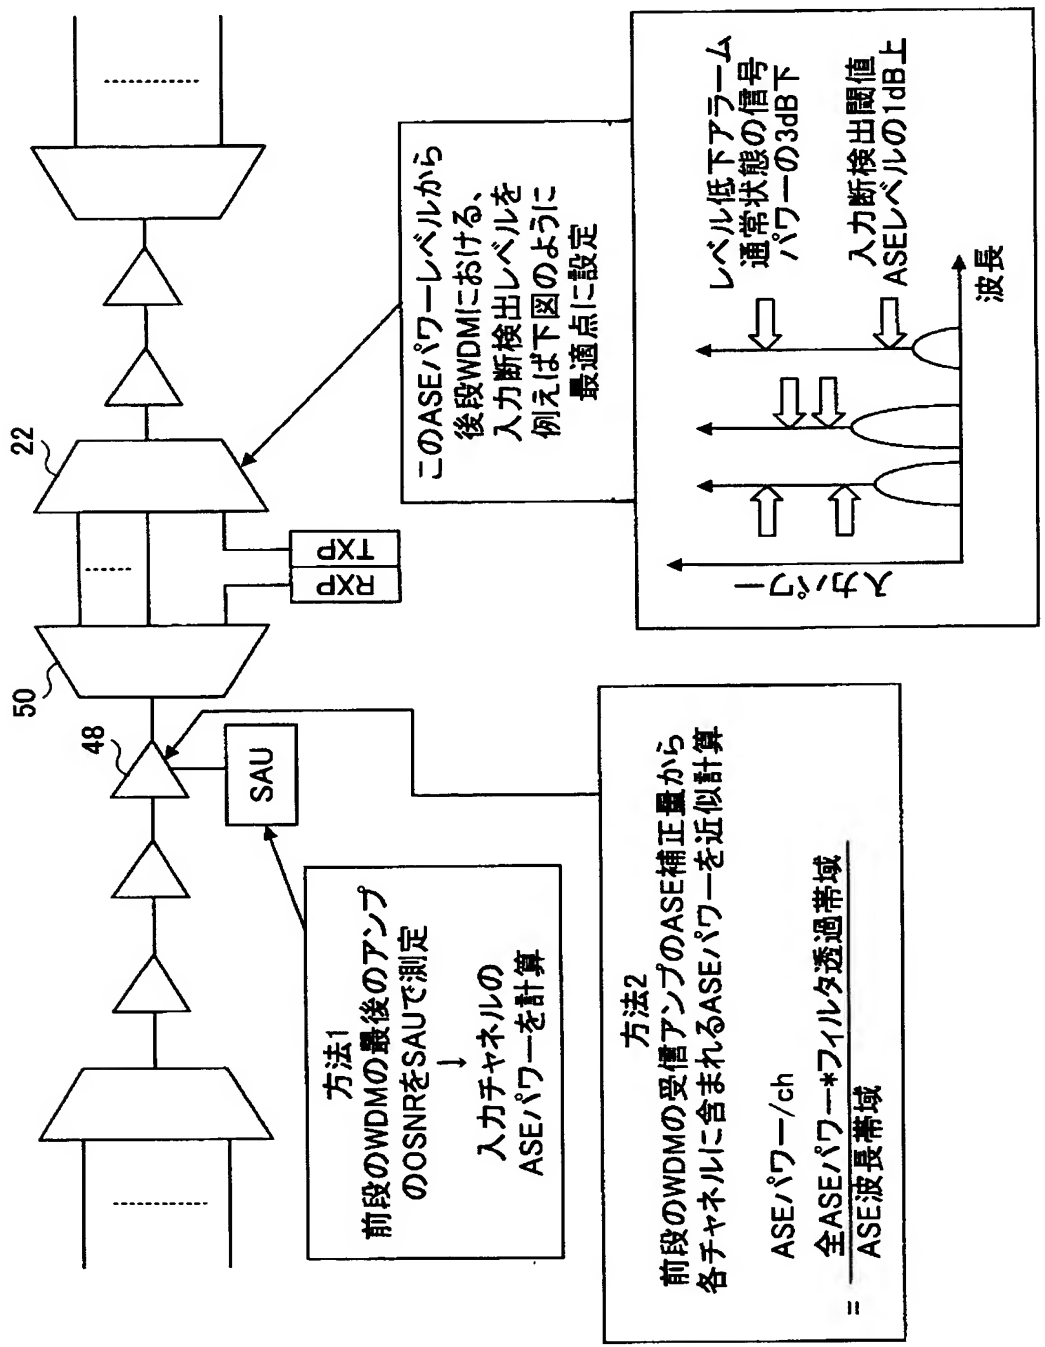 50
22
48
SAU
RXP
TXP
方法1
前段のWDMの最後のアンプ
のOSNRをSAUで測定
↓
入力チャネルの
ASEパワーを計算
方法2
前段のWDMの受信アンプのASE補正量から
各チャネルに含まれるASEパワーを近似計算
ASEパワー/ch
= 全ASEパワー*フィルタ透過帯域
ASE波長帯域
このASEパワーレベルから
後段WDMにおける、
入力断検出レベルを
例えば下図のように
最適点に設定
入力パワー
レベル低下アラーム
通常状態の信号
パワーの3dB下
入力断検出閾値
ASEレベルの1dB上
波長